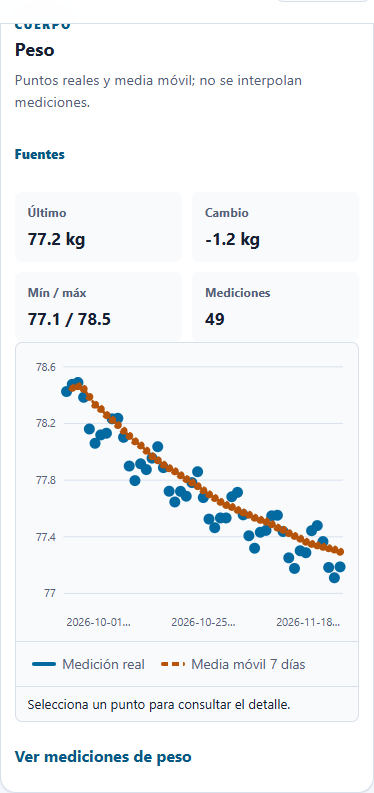 CUERPO
Peso
Puntos reales y media móvil; no se interpolan
mediciones.
Fuentes
Último
77.2 kg
Cambio
-1.2 kg
Mín / máx
77.1 / 78.5
Mediciones
49
78.6
78.2
77.8
77.4
77
2026-10-01...
2026-10-25...
2026-11-18...
Medición real
Media móvil 7 días
Selecciona un punto para consultar el detalle.
Ver mediciones de peso